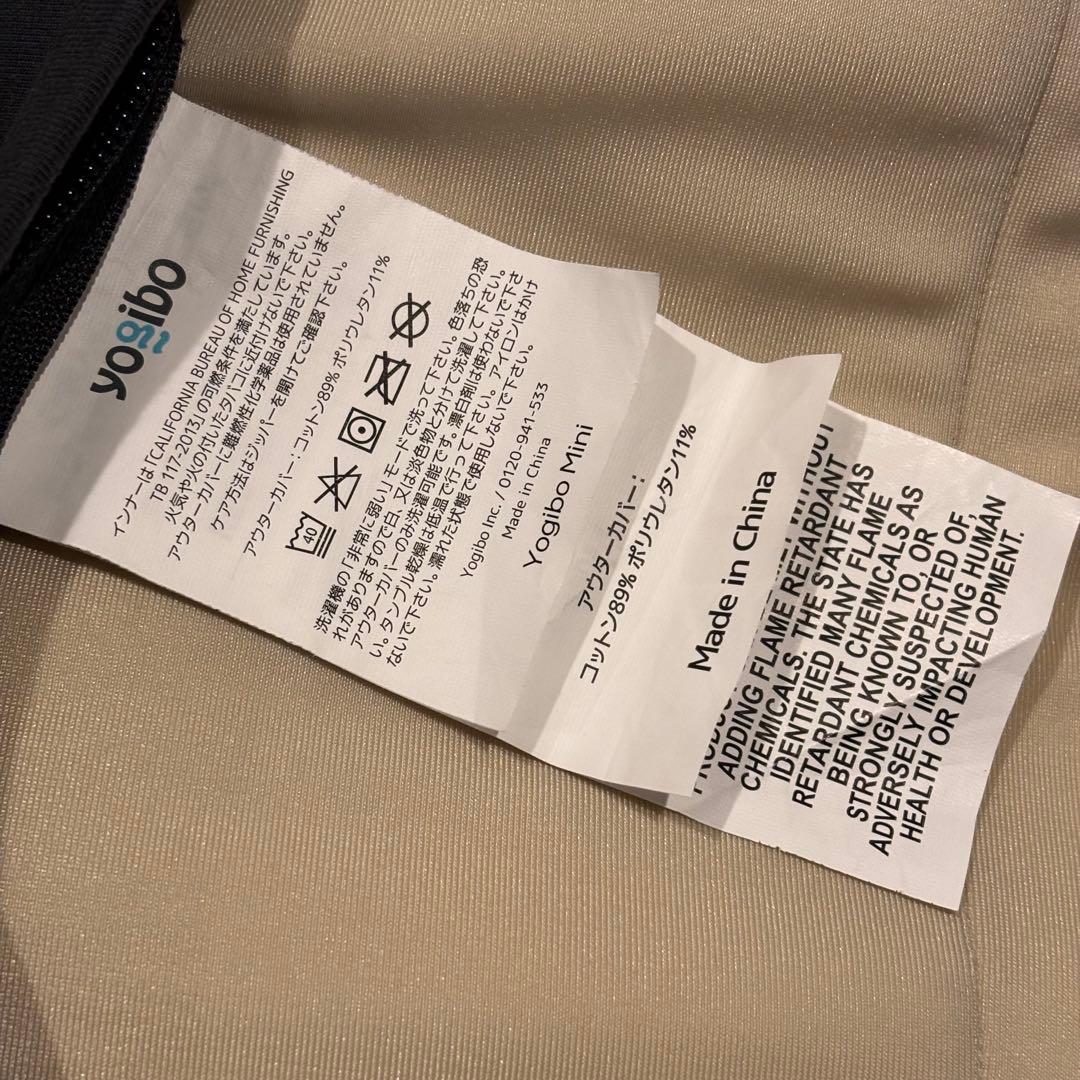 yogibo
インナーは「CALIFORNIA BUREAU OF HOME FURNISHING
TB 117-2013」の可燃条件を満たしています。
火気や火の付いたタバコに近付けないで下さい。
アウターカバーに難燃性化学薬品は使用されていません。
ケア方法はジッパーを開けてご確認下さい。
アウターカバー：コットン89% ポリウレタン11%
40
洗濯機の「非常に弱い」モードで洗って下さい。色落ちの恐
れがありますので白、又は淡色物と分けて洗濯して下さい。
アウターカバーのみ洗濯可能です。漂白剤は使わないで下さ
い。タンブル乾燥は低温で行って下さい。アイロンはかけ
ないで下さい。濡れた状態で使用しないで下さい。
Yogibo Inc. / 0120-941-533
Made in China
Yogibo Mini
アウターカバー：
コットン89% ポリウレタン11%
Made in China
WITHOUT
ADDING FLAME RETARDANT
CHEMICALS. THE STATE HAS
IDENTIFIED MANY FLAME
RETARDANT CHEMICALS AS
BEING KNOWN TO, OR
STRONGLY SUSPECTED OF,
ADVERSELY IMPACTING HUMAN
HEALTH OR DEVELOPMENT.